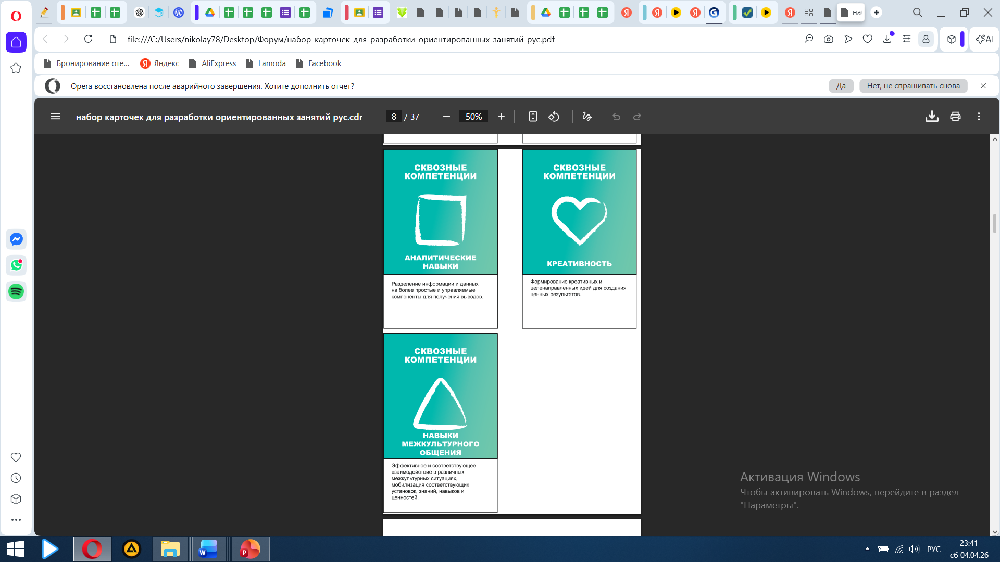 на
file:///C:/Users/nikolay78/Desktop/Форум/набор_карточек_для_разработки_ориентированных_занятий_рус.pdf
AI
Бронирование оте...
Яндекс
AliExpress
Lamoda
Facebook
Opera восстановлена после аварийного завершения. Хотите дополнить отчет?
Да
Нет, не спрашивать снова
набор карточек для разработки ориентированных занятий рус.cdr
8 / 37
50%
СКВОЗНЫЕ
КОМПЕТЕНЦИИ
АНАЛИТИЧЕСКИЕ
НАВЫКИ
Разделение информации и данных
на более простые и управляемые
компоненты для получения выводов.
СКВОЗНЫЕ
КОМПЕТЕНЦИИ
КРЕАТИВНОСТЬ
Формирование креативных и
целенаправленных идей для создания
ценных результатов.
СКВОЗНЫЕ
КОМПЕТЕНЦИИ
НАВЫКИ
МЕЖКУЛЬТУРНОГО
ОБЩЕНИЯ
Эффективное и соответствующее
взаимодействие в различных
межкультурных ситуациях,
мобилизация соответствующих
установок, знаний, навыков и
ценностей.
Активация Windows
Чтобы активировать Windows, перейдите в раздел
"Параметры".
РУС
23:41
сб 04.04.26